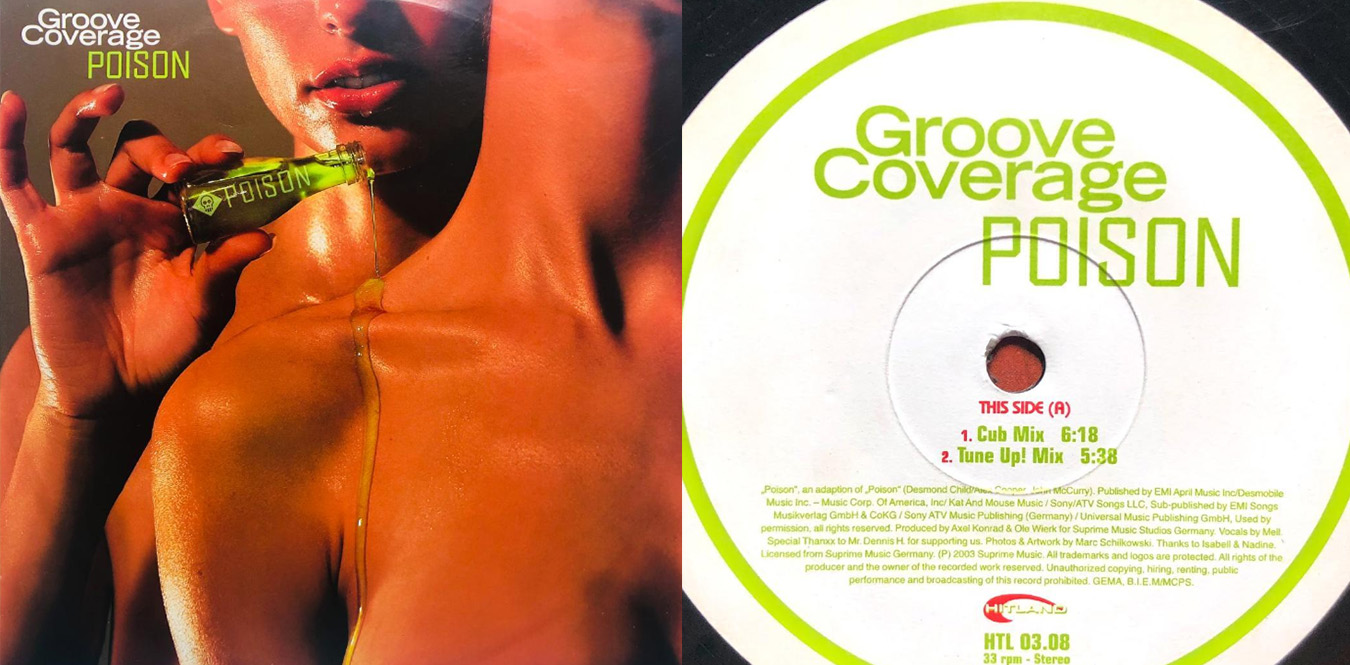 Groove
Coverage
POISON
POISON
Groove
Coverage
POISON
THIS SIDE (A)
1. Cub Mix 6:18
2. Tune Up! Mix 5:38
„Poison", an adaption of „Poison" (Desmond Child/Alice Cooper, John McCurry). Published by EMI April Music Inc/Desmobile
Music Inc. – Music Corp. Of America, Inc/ Kat And Mouse Music / Sony/ATV Songs LLC, Sub-published by EMI Songs
Musikverlag GmbH & CoKG / Sony ATV Music Publishing (Germany) / Universal Music Publishing GmbH, Used by
permission, all rights reserved. Produced by Axel Konrad & Ole Wierk for Suprime Music Studios Germany. Vocals by Mell.
Special Thanxx to Mr. Dennis H. for supporting us. Photos & Artwork by Marc Schilkowski. Thanks to Isabell & Nadine.
Licensed from Suprime Music Germany. (P) 2003 Suprime Music. All trademarks and logos are protected. All rights of the
producer and the owner of the recorded work reserved. Unauthorized copying, hiring, renting, public
performance and broadcasting of this record prohibited. GEMA, B.I.E.M/MCPS.
HITLAND
HTL 03.08
33 rpm - Stereo